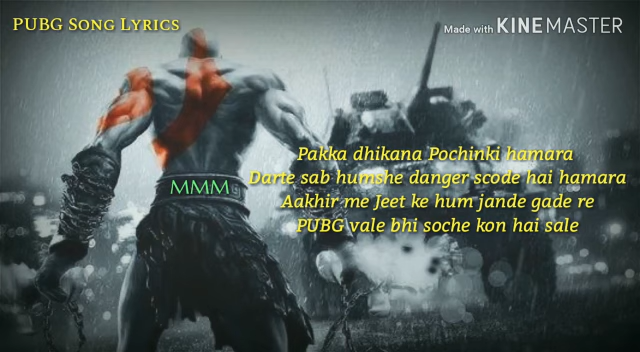 PUBG Song Lyrics
Made with KINEMASTER
Pakka dhikana Pochinki hamara
Darte sab humshe danger scode hai hamara
Aakhir me Jeet ke hum jande gade re
PUBG vale bhi soche kon hai sale
MMM